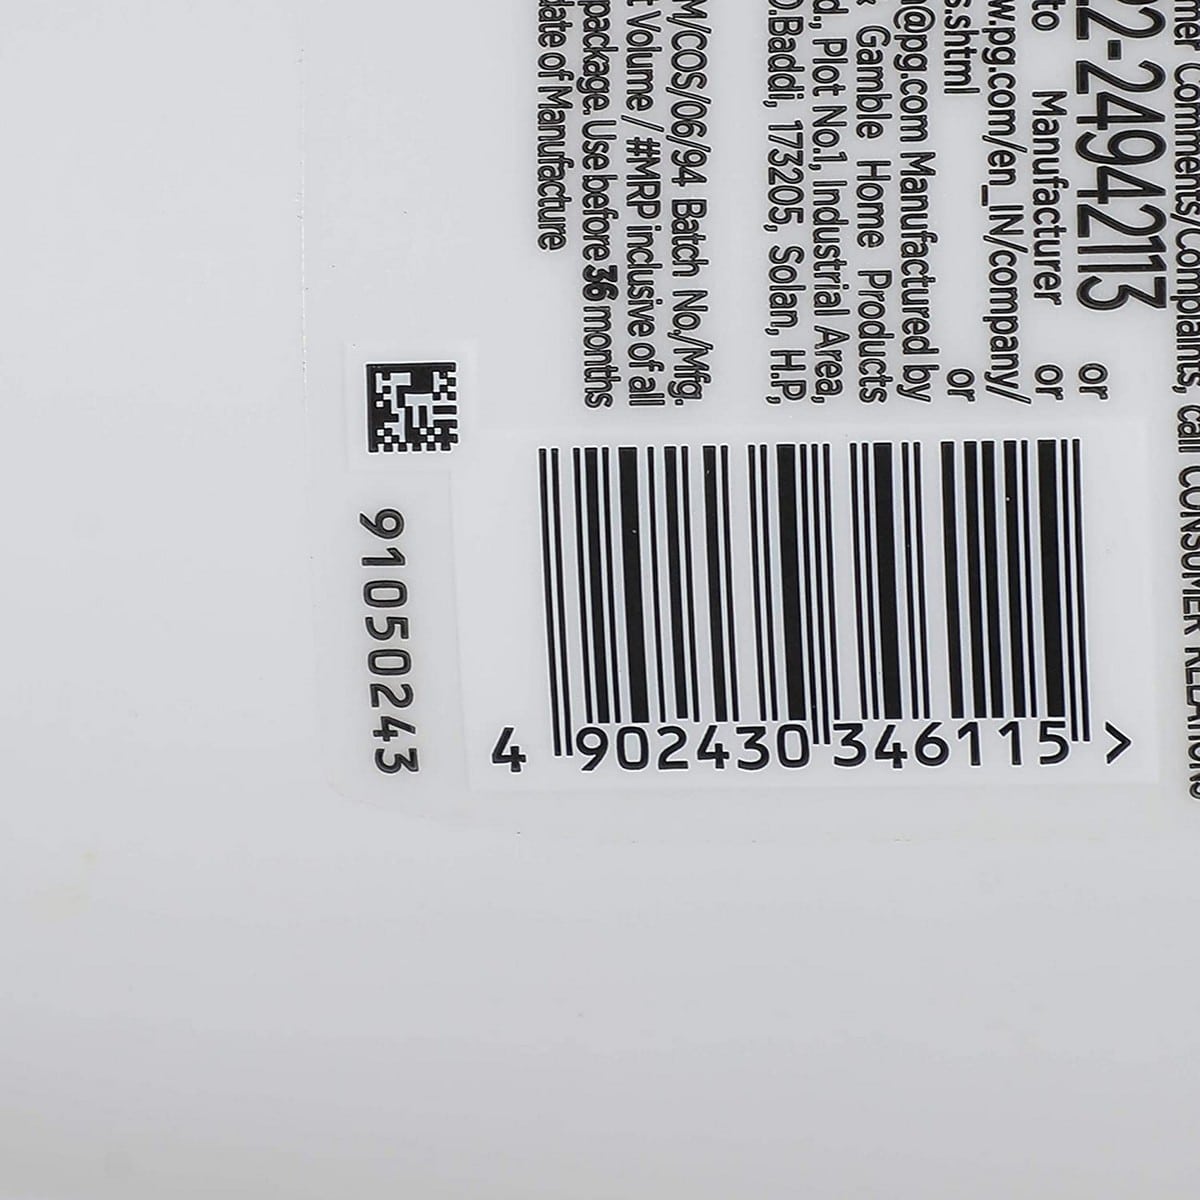 Comments/Complaints, call CONSUMER RELATIONS
22-24942113 or
to Manufacturer or
w.pg.com/en_IN/company/
s.shtml or
@pg.com Manufactured by
Gamble Home Products
Plot No.1, Industrial Area,
Baddi, 173205, Solan, H.P,
M/COS/06/94 Batch No,/Mfg.
Volume / #MRP inclusive of all
package. Use before 36 months
date of Manufacture
4 902430 346115 >
91050243